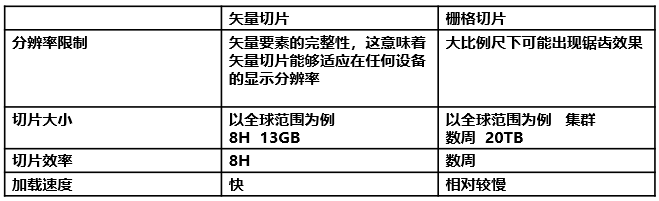 矢量切片 栅格切片
分辨率限制 矢量要素的完整性，这意味着 大比例尺下可能出现锯齿效果
矢量切片能够适应在任何设备
的显示分辨率
切片大小 以全球范围为例 以全球范围为例 集群
8H 13GB 数周 20TB
切片效率 8H 数周
加载速度 快 相对较慢